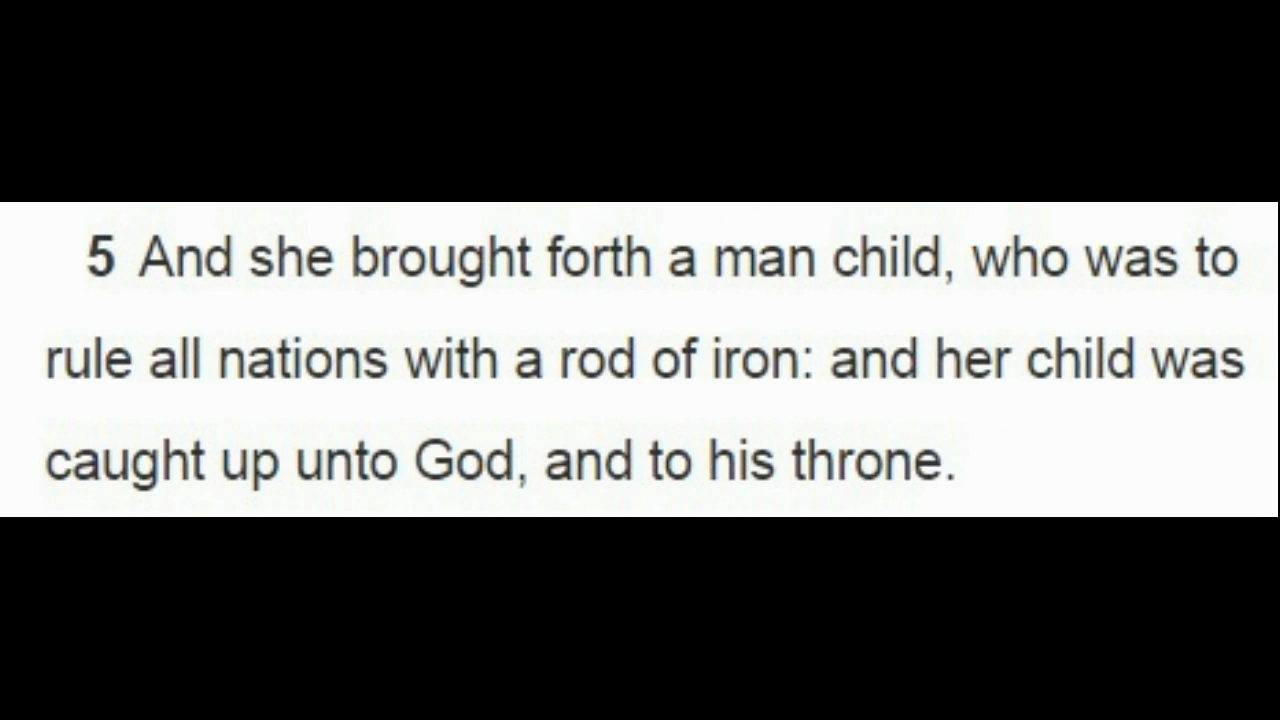 5 And she brought forth a man child, who was to
rule all nations with a rod of iron: and her child was
caught up unto God, and to his throne.